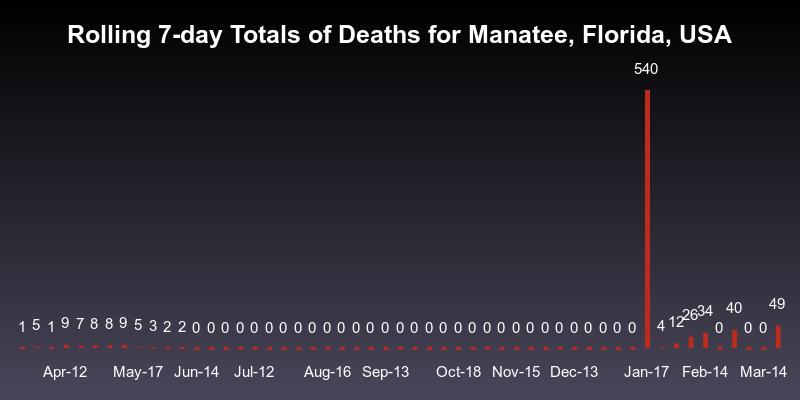 Rolling 7-day Totals of Deaths for Manatee, Florida, USA
540
1 5 1 9 7 8 8 9 5 3 2 2 0 0 0 0 0 0 0 0 0 0 0 0 0 0 0 0 0 0 0 0 0 0 0 0 0 0 0 0 0 0 0 4 12 26 34 0 40 0 0 49
Apr-12 May-17 Jun-14 Jul-12 Aug-16 Sep-13 Oct-18 Nov-15 Dec-13 Jan-17 Feb-14 Mar-14